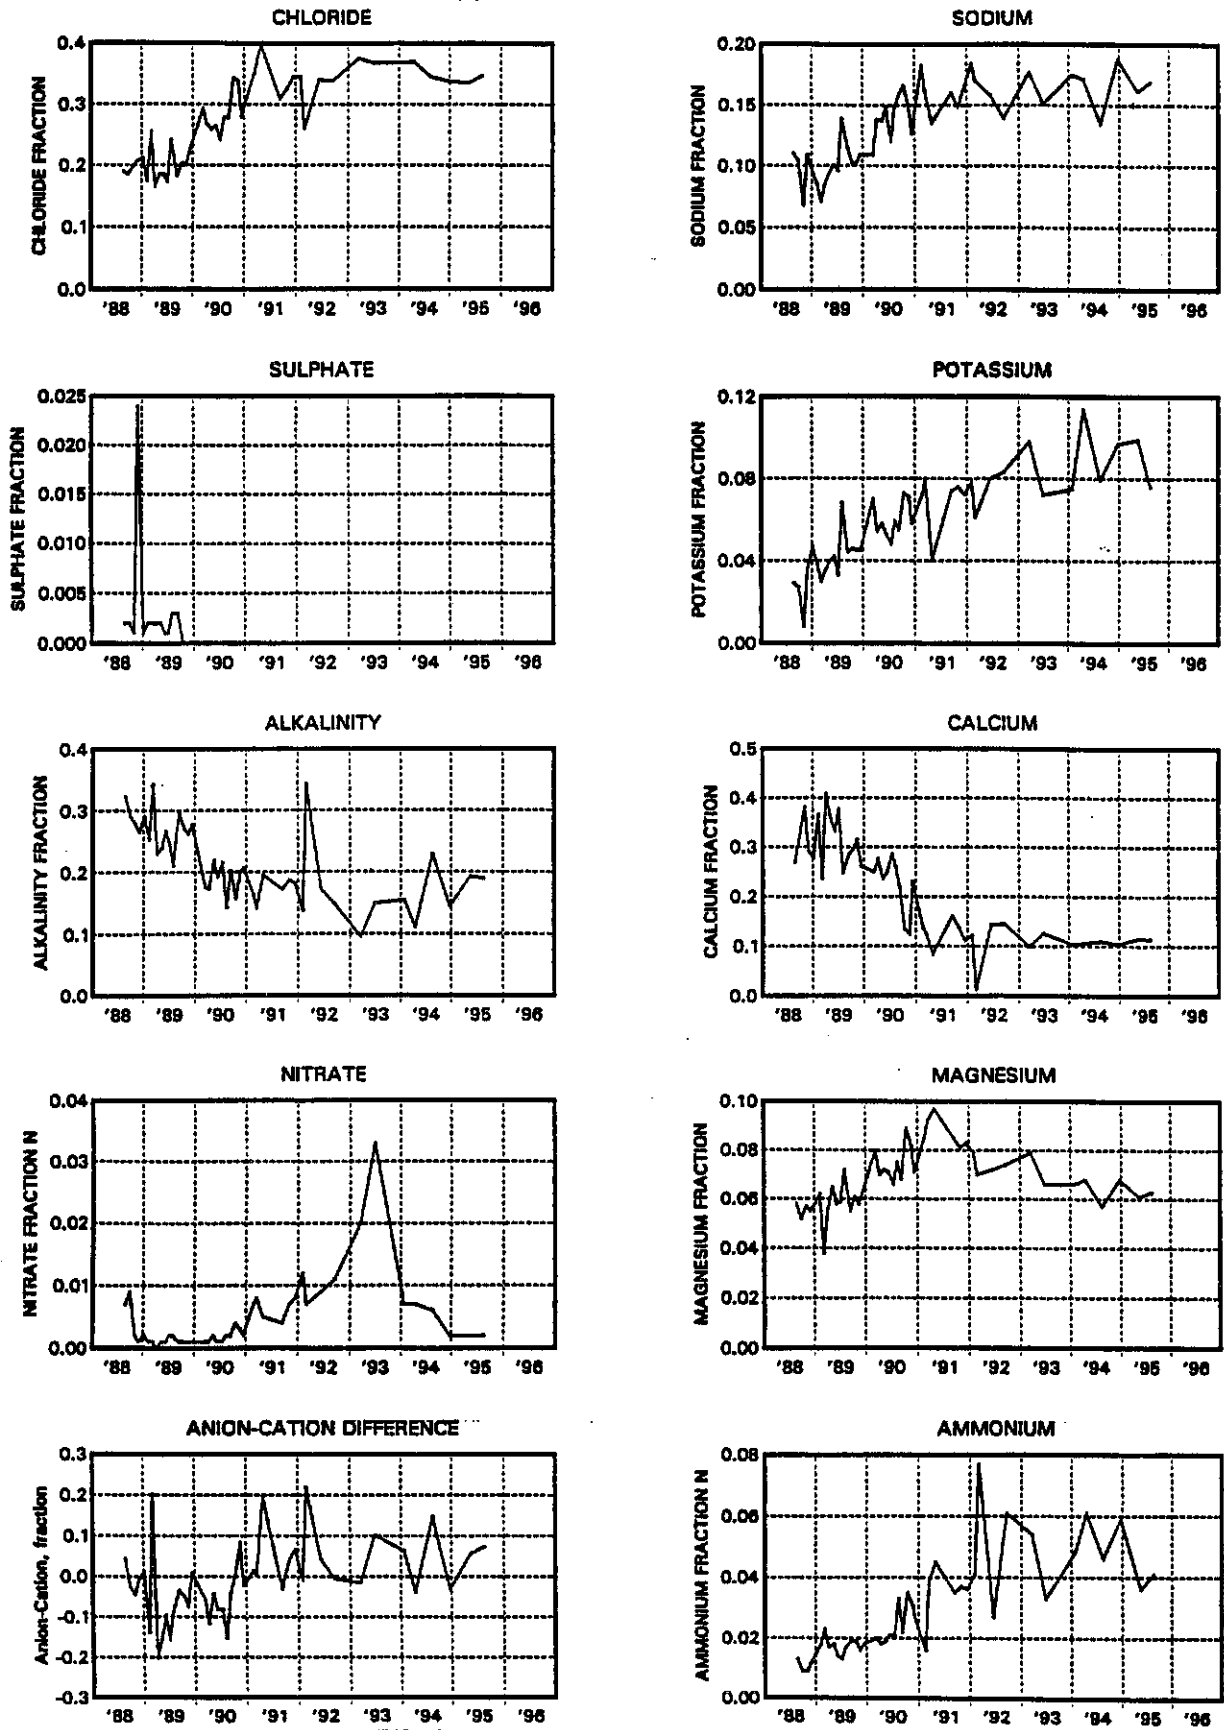 CHLORIDE
CHLORIDE FRACTION
0.4
0.3
0.2
0.1
0.0
'88 '89 '90 '91 '92 '93 '94 '95 '96
SODIUM
SODIUM FRACTION
0.20
0.15
0.10
0.05
0.00
'88 '89 '90 '91 '92 '93 '94 '95 '96
SULPHATE
SULPHATE FRACTION
0.025
0.020
0.015
0.010
0.005
0.000
'88 '89 '90 '91 '92 '93 '94 '95 '96
POTASSIUM
POTASSIUM FRACTION
0.12
0.08
0.04
0.00
'88 '89 '90 '91 '92 '93 '94 '95 '96
ALKALINITY
ALKALINITY FRACTION
0.4
0.3
0.2
0.1
0.0
'88 '89 '90 '91 '92 '93 '94 '95 '96
CALCIUM
CALCIUM FRACTION
0.5
0.4
0.3
0.2
0.1
0.0
'88 '89 '90 '91 '92 '93 '94 '95 '96
NITRATE
NITRATE FRACTION N
0.04
0.03
0.02
0.01
0.00
'88 '89 '90 '91 '92 '93 '94 '95 '96
MAGNESIUM
MAGNESIUM FRACTION
0.10
0.08
0.06
0.04
0.02
0.00
'88 '89 '90 '91 '92 '93 '94 '95 '96
ANION-CATION DIFFERENCE
Anion-Cation, fraction
0.3
0.2
0.1
0.0
-0.1
-0.2
-0.3
'88 '89 '90 '91 '92 '93 '94 '95 '96
AMMONIUM
AMMONIUM FRACTION N
0.08
0.06
0.04
0.02
0.00
'88 '89 '90 '91 '92 '93 '94 '95 '96